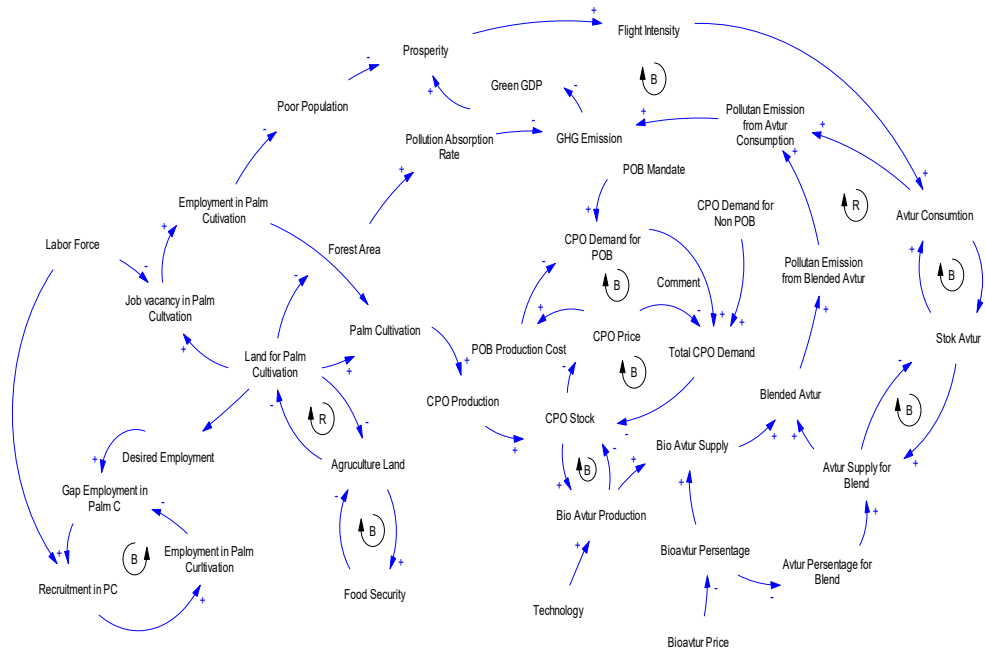 Flight Intensity
Prosperity
Green GDP
Poor Population
Pollution Absorption
Rate
GHG Emission
Pollutan Emission
from Avtur
Consumption
POB Mandate
CPO Demand for
Non POB
Employment in Palm
Cutivation
Avtur Consumtion
Labor Force
Forest Area
CPO Demand for
POB
Pollutan Emission
from Blended Avtur
Job vacancy in Palm
Cultivation
Comment
Palm Cultivation
POB Production Cost
CPO Price
Total CPO Demand
Stok Avtur
Land for Palm
Cultivation
CPO Production
CPO Stock
Blended Avtur
Desired Employment
Agruculture Land
Bio Avtur Supply
Avtur Supply for
Blend
Gap Employment in
Palm C
Bio Avtur Production
Employment in Palm
Curltivation
Bioavtur Persentage
Avtur Persentage for
Blend
Recruitment in PC
Food Security
Technology
Bioavtur Price
B
R
B
B
B
R
B
B
B
B